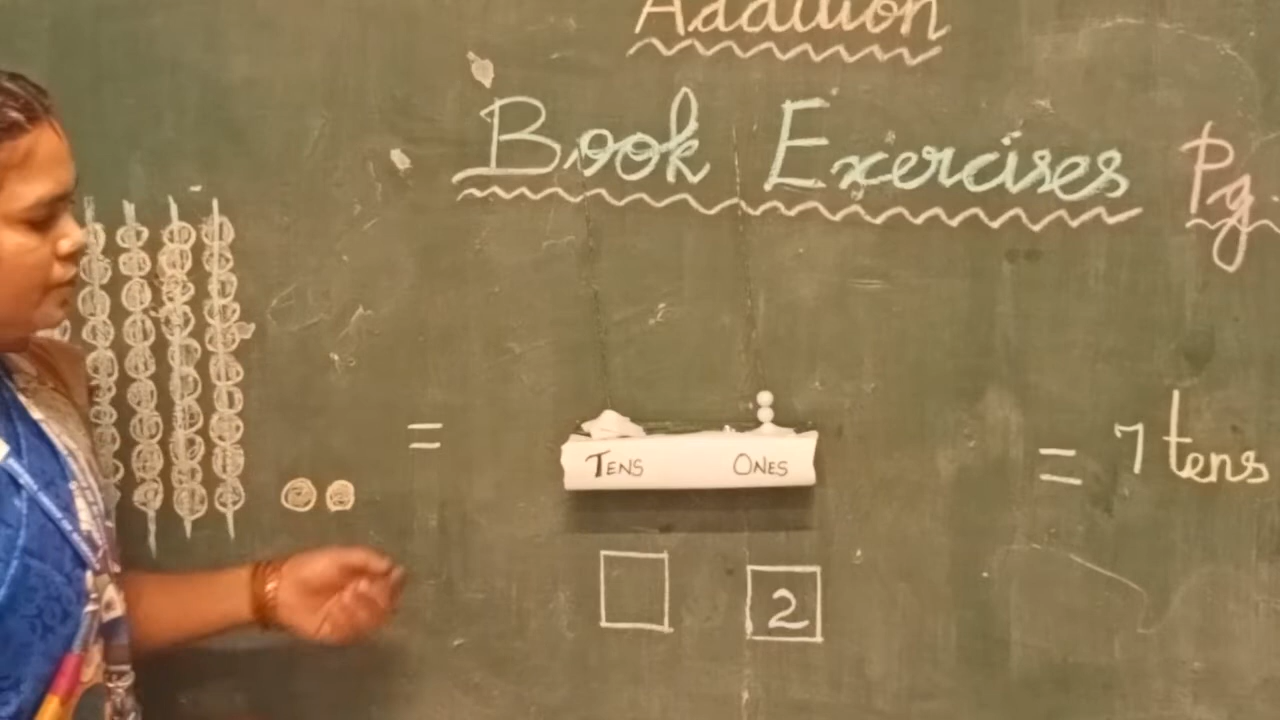 Addition
Book Exercises Pg.
= TENS ONES = 7 tens
2